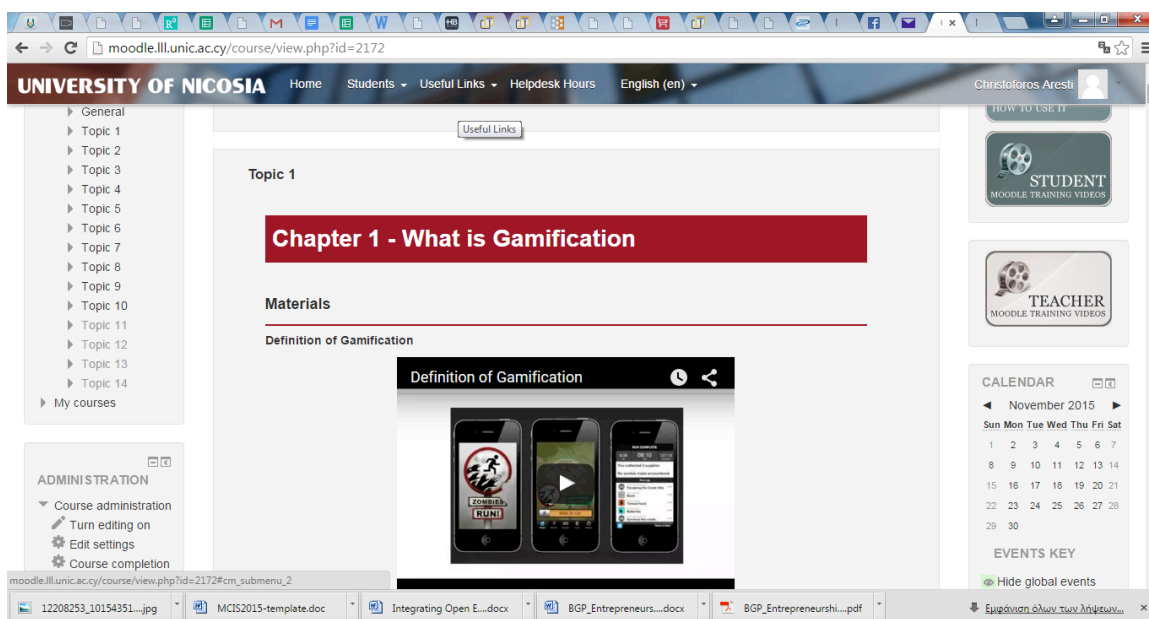 moodle.lll.unic.ac.cy/course/view.php?id=2172
UNIVERSITY OF NICOSIA
Home
Students
Useful Links
Helpdesk Hours
English (en)
Christoforos Aresti
Useful Links
General
Topic 1
Topic 2
Topic 3
Topic 4
Topic 5
Topic 6
Topic 7
Topic 8
Topic 9
Topic 10
Topic 11
Topic 12
Topic 13
Topic 14
My courses
ADMINISTRATION
Course administration
Turn editing on
Edit settings
Course completion
Topic 1
Chapter 1 - What is Gamification
Materials
Definition of Gamification
Definition of Gamification
ZOMBIES,
RUN!
HOW TO USE IT
STUDENT
MOODLE TRAINING VIDEOS
TEACHER
MOODLE TRAINING VIDEOS
CALENDAR
November 2015
Sun Mon Tue Wed Thu Fri Sat
1 2 3 4 5 6 7
8 9 10 11 12 13 14
15 16 17 18 19 20 21
22 23 24 25 26 27 28
29 30
EVENTS KEY
Hide global events
moodle.lll.unic.ac.cy/course/view.php?id=2172#cm_submenu_2
12208253_10154351....jpg
MCIS2015-template.doc
Integrating Open E....docx
BGP_Entrepreneurs....docx
BGP_Entrepreneurshi....pdf
Εμφάνιση όλων των λήψεων...